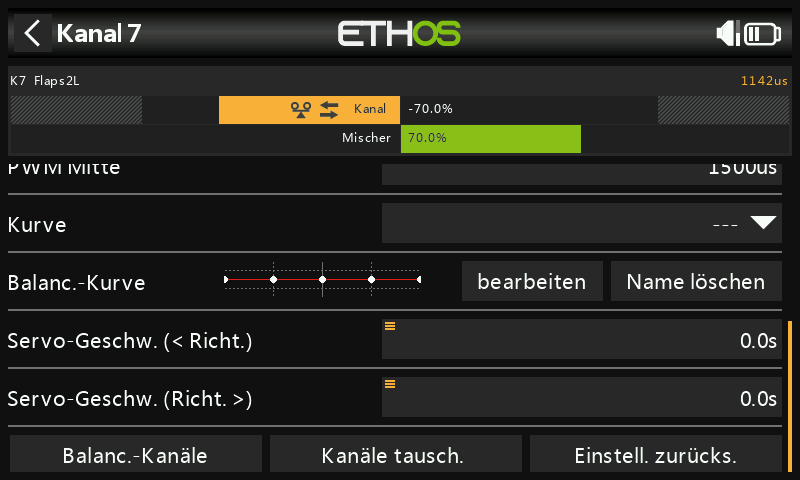 Kanal 7
ETHOS
K7 Flaps2L 1142us
Kanal -70.0%
Mischer 70.0%
PWM Mitte 1500us
Kurve ---
Balanc.-Kurve bearbeiten Name löschen
Servo-Geschw. (< Richt.) 0.0s
Servo-Geschw. (Richt. >) 0.0s
Balanc.-Kanäle Kanäle tausch. Einstell. zurücks.